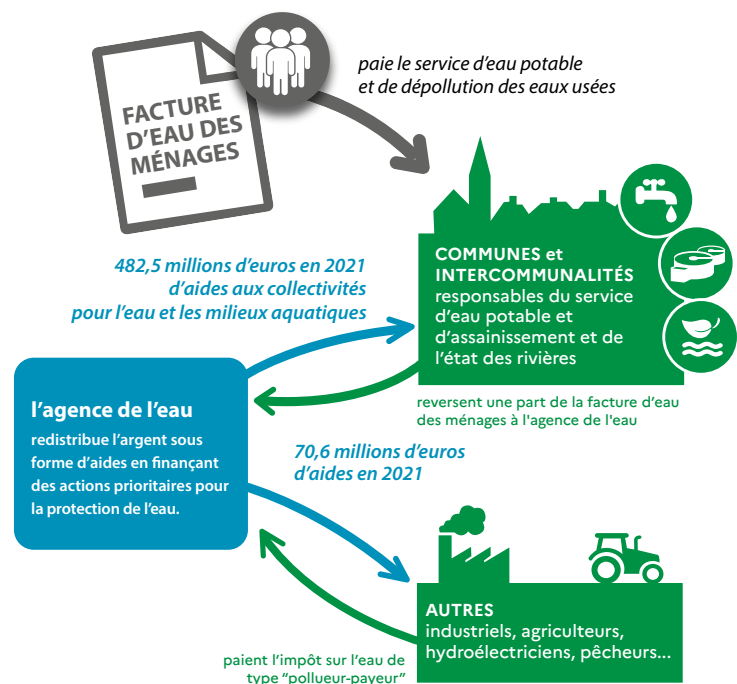 FACTURE
D'EAU DES
MÉNAGES
paie le service d'eau potable
et de dépollution des eaux usées
COMMUNES et
INTERCOMMUNALITÉS
responsables du service
d'eau potable et
d'assainissement et de
l'état des rivières
482,5 millions d'euros en 2021
d'aides aux collectivités
pour l'eau et les milieux aquatiques
reversent une part de la facture d'eau
des ménages à l'agence de l'eau
l'agence de l'eau
redistribue l'argent sous
forme d'aides en finançant
des actions prioritaires pour
la protection de l'eau.
70,6 millions d'euros
d'aides en 2021
AUTRES
industriels, agriculteurs,
hydroélectriciens, pêcheurs...
paient l'impôt sur l'eau de
type “pollueur-payeur”